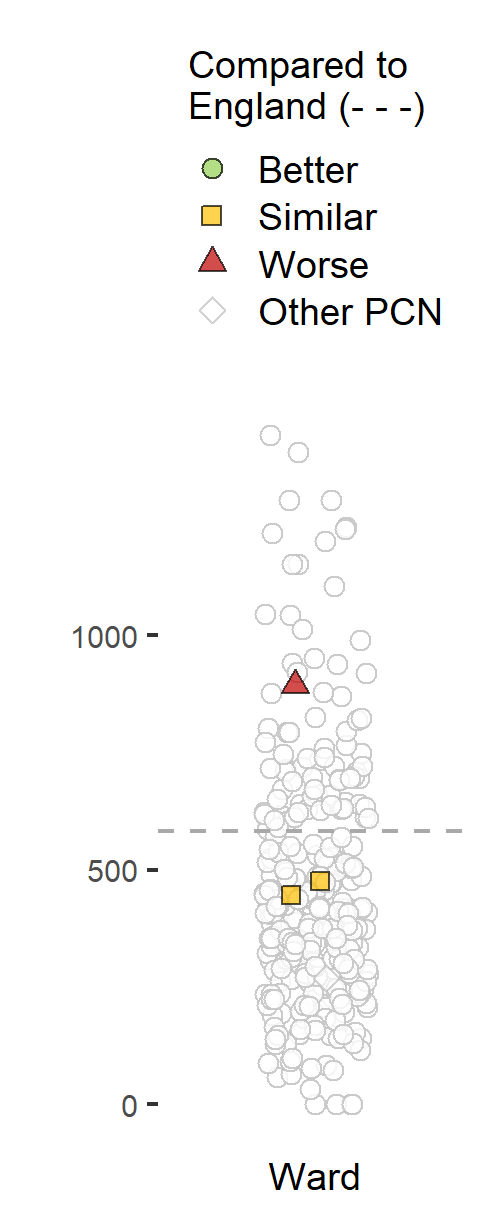 Compared to
England (- - -)
Better
Similar
Worse
Other PCN
1000
500
0
Ward